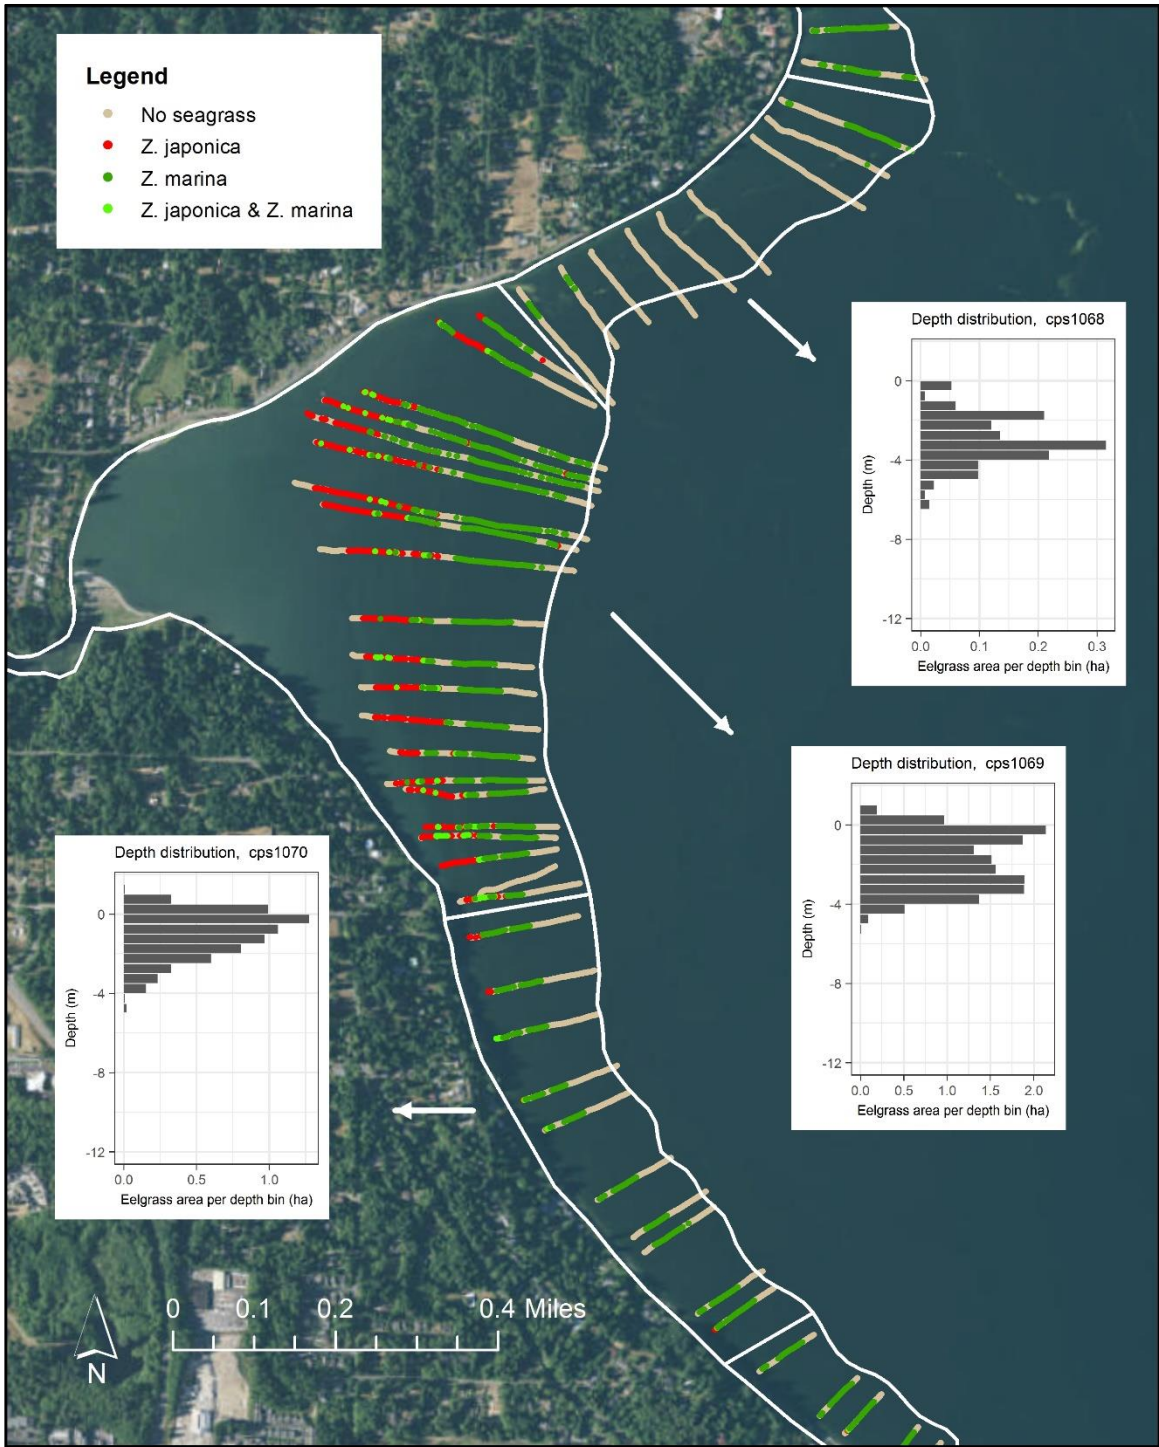 Legend
No seagrass
Z. japonica
Z. marina
Z. japonica & Z. marina
Depth distribution, cps1068
0
-4
-8
-12
Depth (m)
0.0 0.1 0.2 0.3
Eelgrass area per depth bin (ha)
Depth distribution, cps1069
0
-4
-8
-12
Depth (m)
0.0 0.5 1.0 1.5 2.0
Eelgrass area per depth bin (ha)
Depth distribution, cps1070
0
-4
-8
-12
Depth (m)
0.0 0.5 1.0
Eelgrass area per depth bin (ha)
0 0.1 0.2 0.4 Miles
N